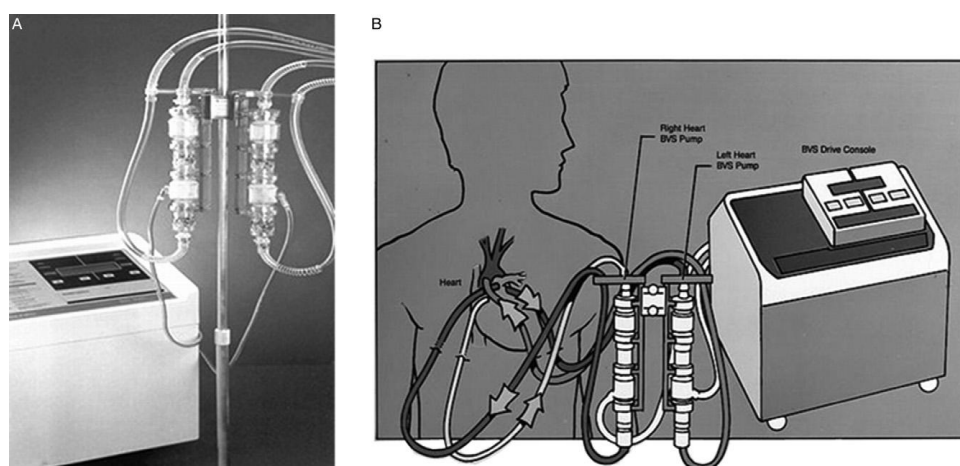 A
B
Right Heart
BVS Pump
Left Heart
BVS Pump
BVS Drive Console
Heart